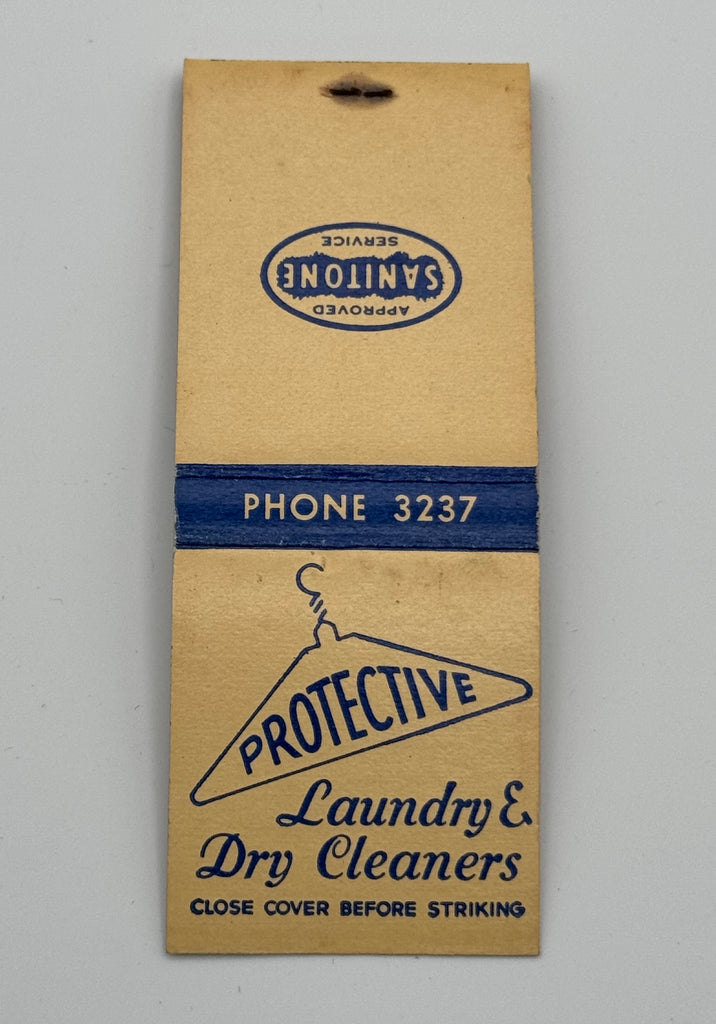 APPROVED
SANITONE
SERVICE
PHONE 3237
PROTECTIVE
Laundry &
Dry Cleaners
CLOSE COVER BEFORE STRIKING